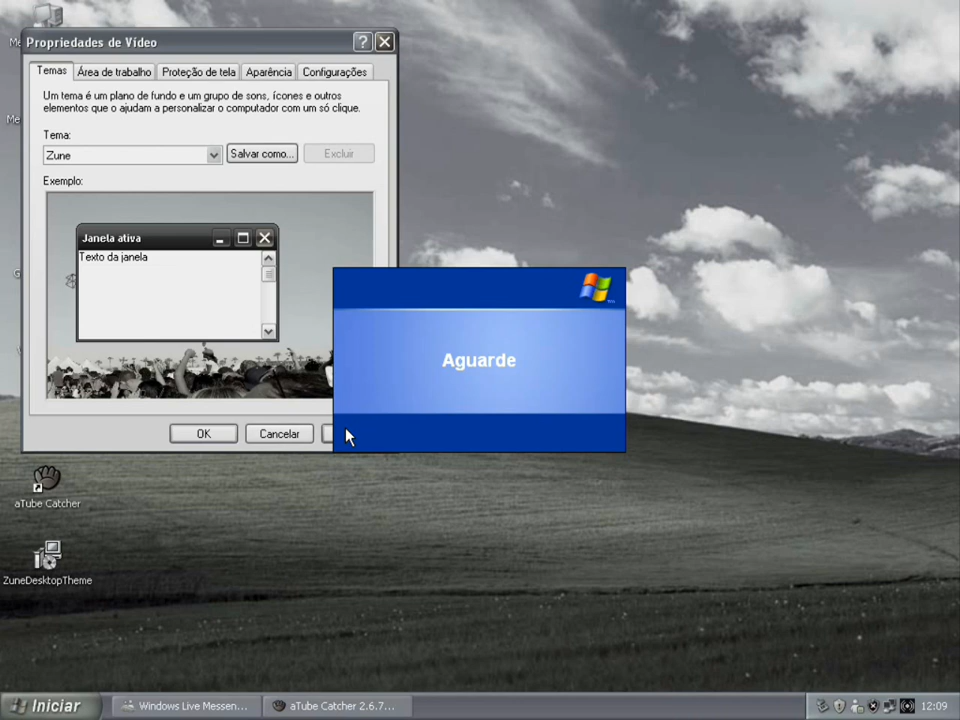 Propriedades de Vídeo
Temas
Área de trabalho
Proteção de tela
Aparência
Configurações
Um tema é um plano de fundo e um grupo de sons, ícones e outros
elementos que o ajudam a personalizar o computador com um só clique.
Tema:
Zune
Salvar como...
Excluir
Exemplo:
Janela ativa
Texto da janela
Aguarde
OK
Cancelar
aTube Catcher
ZuneDesktopTheme
Iniciar
Windows Live Messen...
aTube Catcher 2.6.7...
12:09